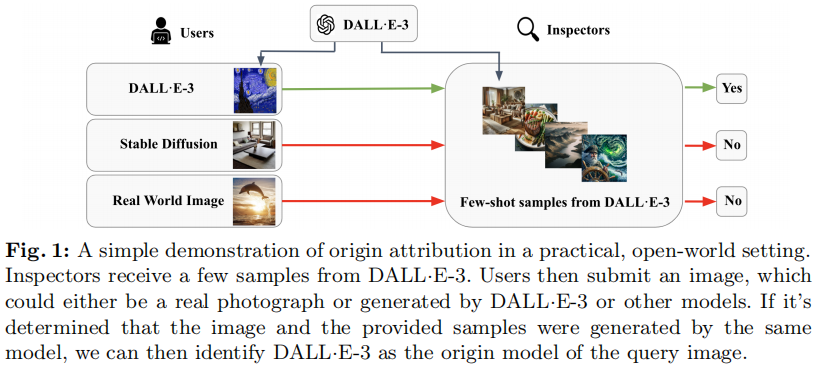 DALL·E-3
Users
Inspectors
DALL·E-3
Yes
Stable Diffusion
No
Real World Image
Few-shot samples from DALL·E-3
No
Fig. 1: A simple demonstration of origin attribution in a practical, open-world setting.
Inspectors receive a few samples from DALL·E-3. Users then submit an image, which
could either be a real photograph or generated by DALL·E-3 or other models. If it's
determined that the image and the provided samples were generated by the same
model, we can then identify DALL·E-3 as the origin model of the query image.